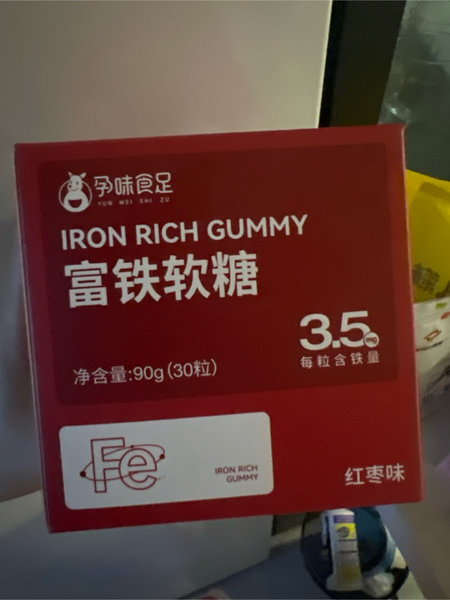 孕味食足
YUN WEI SHI ZU
IRON RICH GUMMY
富铁软糖
3.5mg
每粒含铁量
净含量:90g(30粒)
Fe
IRON RICH
GUMMY
红枣味